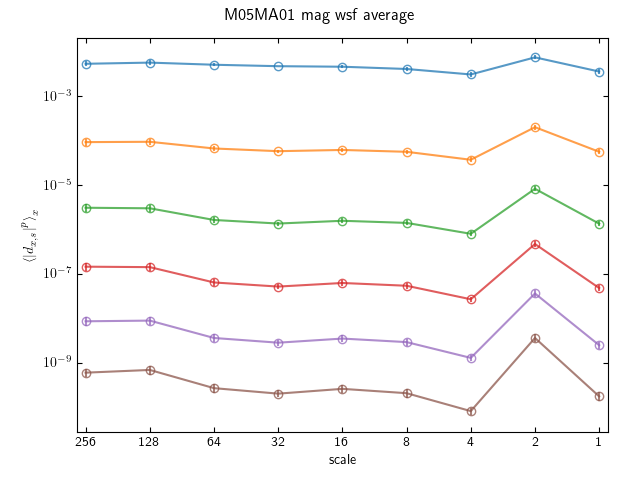 M05MA01 mag wsf average
10⁻³
10⁻⁵
10⁻⁷
10⁻⁹
⟨|d_{x,s}|^p⟩_x
256 128 64 32 16 8 4 2 1
scale